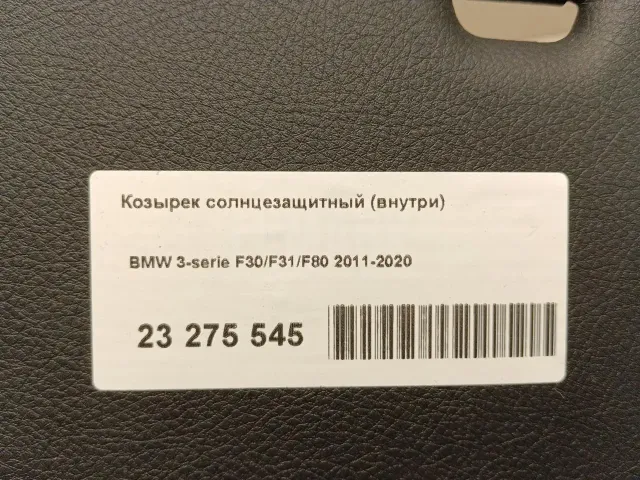 Козырек солнцезащитный (внутри)
BMW 3-serie F30/F31/F80 2011-2020
23 275 545